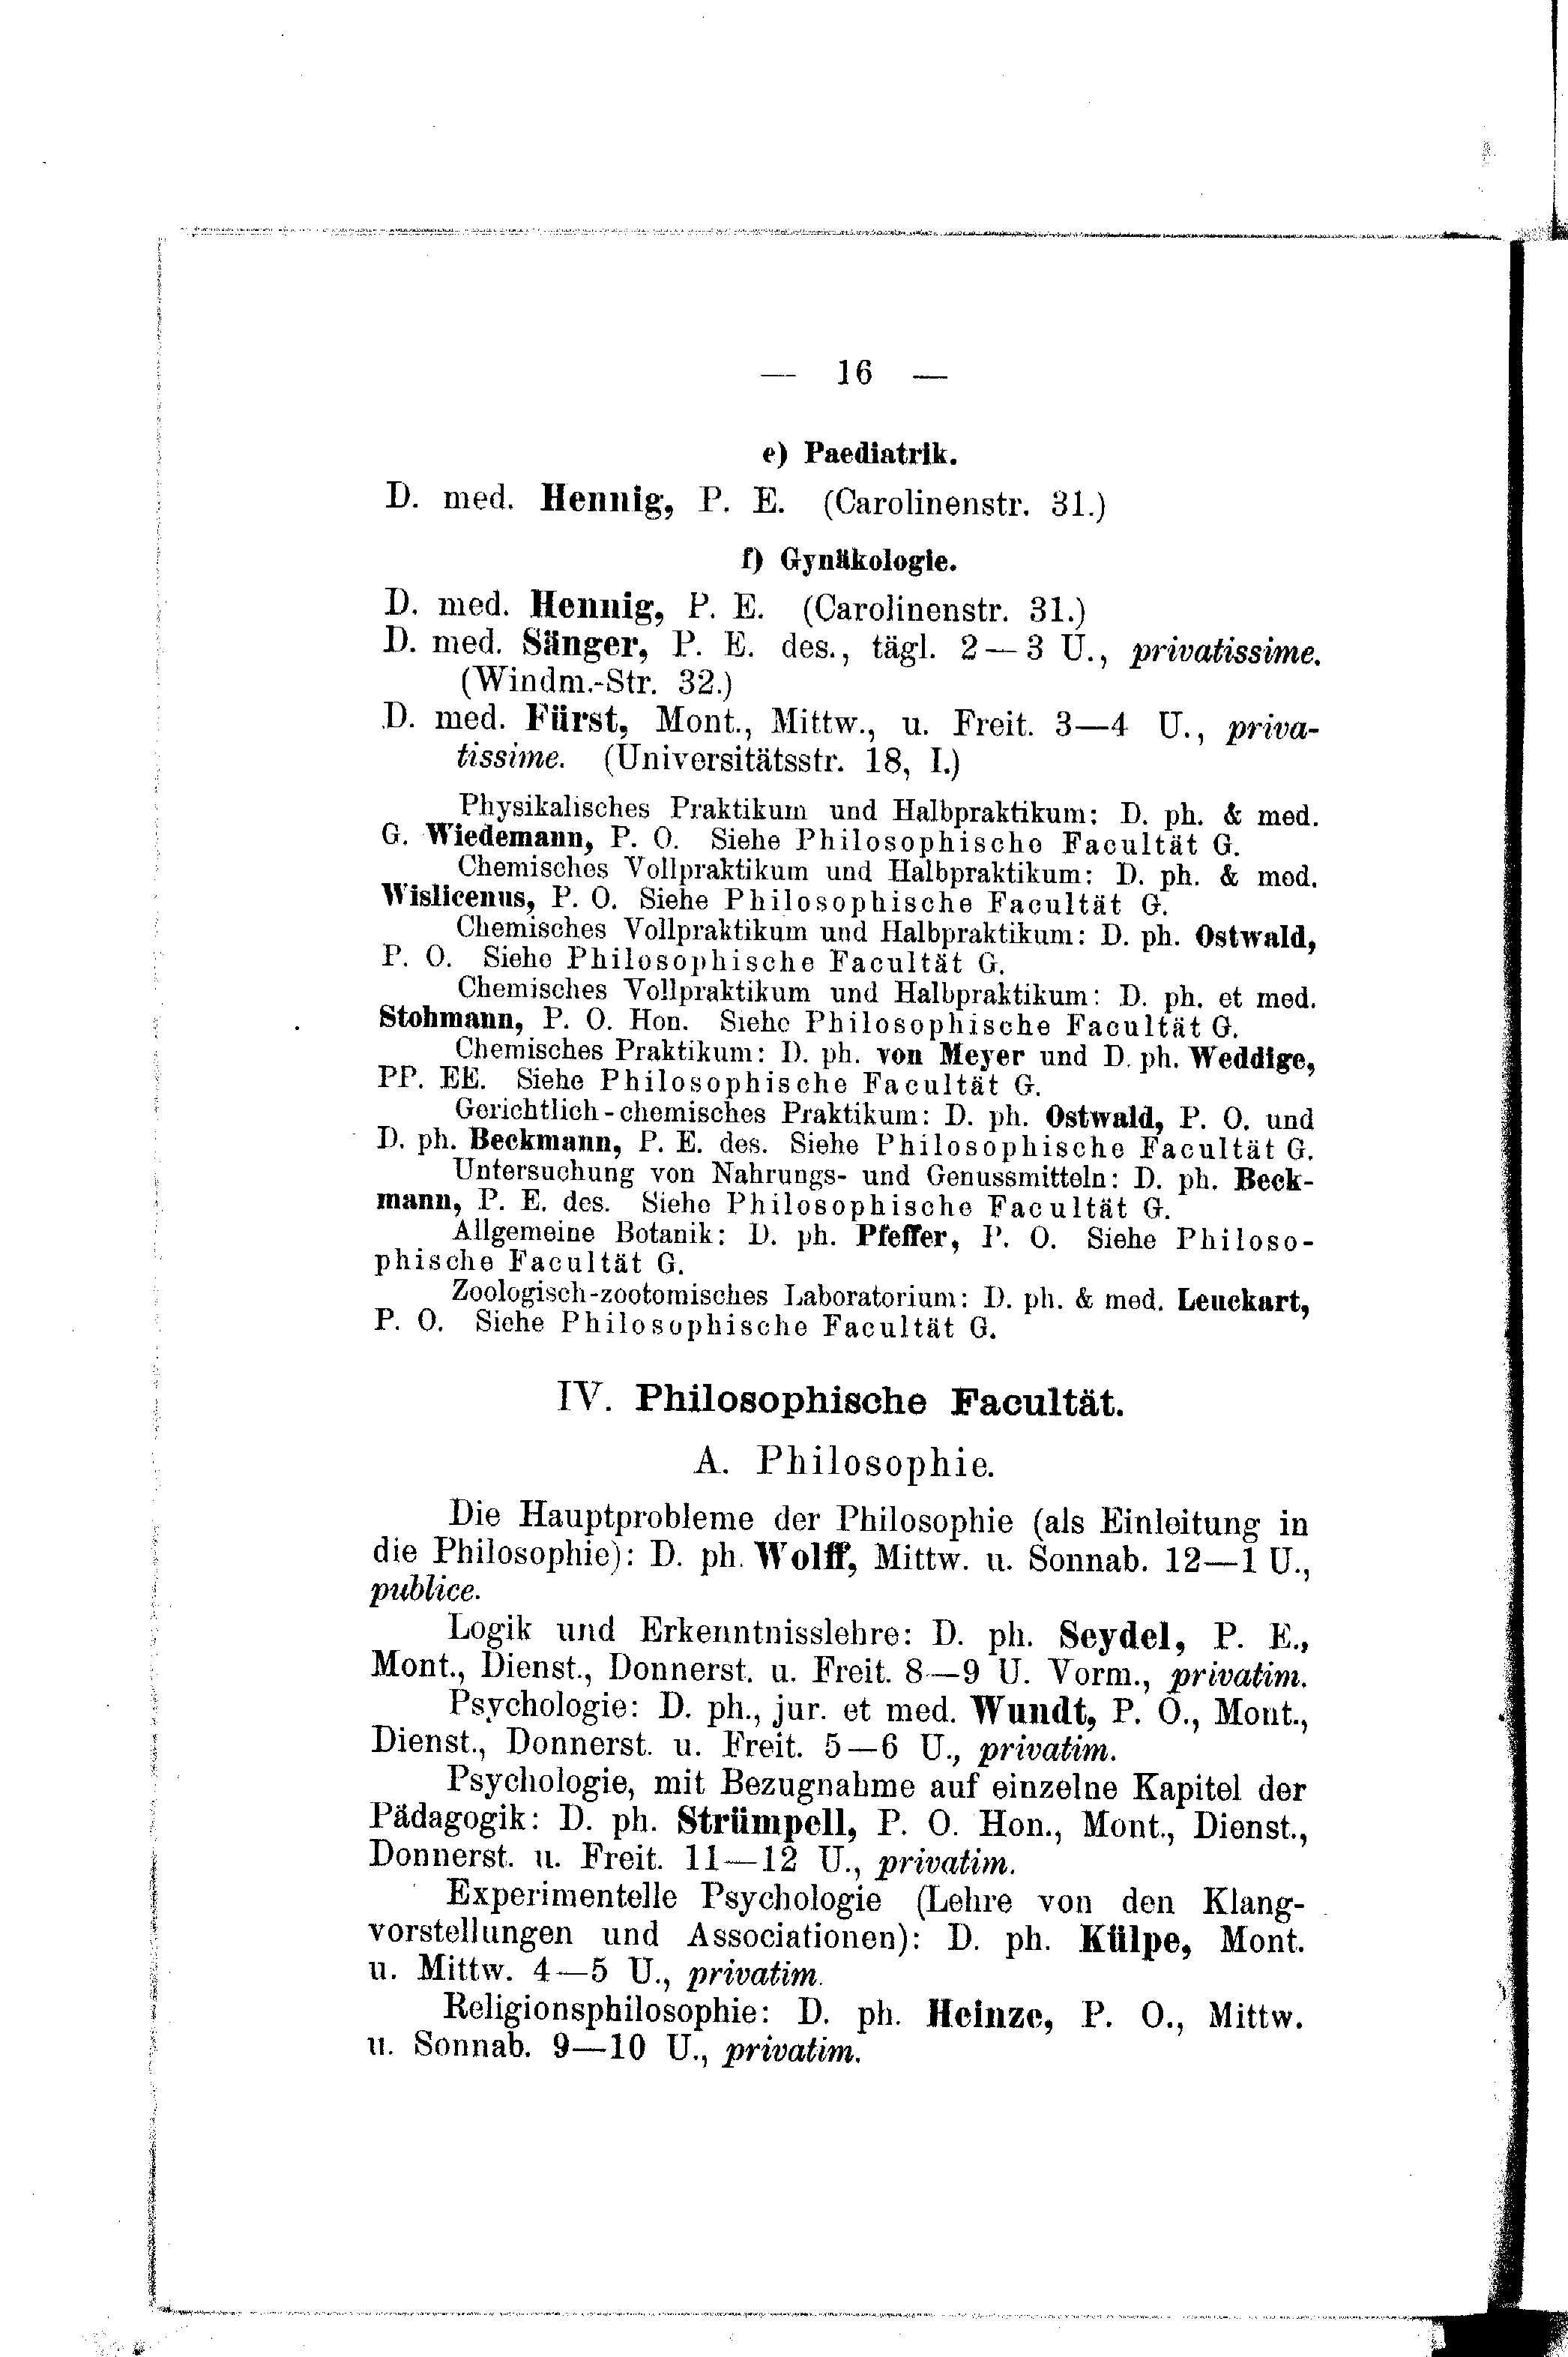 — 16 —
e) Paediatrik.
D. med. Hennig, P. E. (Carolinenstr. 31.)
f) Gynäkologie.
D. med. Hennig, P. E. (Carolinenstr. 31.)
D. med. Sänger, P. E. des., tägl. 2—3 U., privatissime.
(Windm.-Str. 32.)
D. med. Fürst, Mont., Mittw., u. Freit. 3—4 U., priva-
tissime. (Universitätsstr. 18, I.)
Physikalisches Praktikum und Halbpraktikum: D. ph. & med.
G. Wiedemann, P. O. Siehe Philosophische Facultät G.
Chemisches Vollpraktikum und Halbpraktikum: D. ph. & med.
Wislicenus, P. O. Siehe Philosophische Facultät G.
Chemisches Vollpraktikum und Halbpraktikum: D. ph. Ostwald,
P. O. Siehe Philosophische Facultät G.
Chemisches Vollpraktikum und Halbpraktikum: D. ph. et med.
Stohmann, P. O. Hon. Siehe Philosophische Facultät G.
Chemisches Praktikum: D. ph. von Meyer und D. ph. Weddige,
PP. EE. Siehe Philosophische Facultät G.
Gerichtlich-chemisches Praktikum: D. ph. Ostwald, P. O. und
D. ph. Beckmann, P. E. des. Siehe Philosophische Facultät G.
Untersuchung von Nahrungs- und Genussmitteln: D. ph. Beck-
mann, P. E. des. Siehe Philosophische Facultät G.
Allgemeine Botanik: D. ph. Pfeffer, P. O. Siehe Philoso-
phische Facultät G.
Zoologisch-zootomisches Laboratorium: D. ph. & med. Leuckart,
P. O. Siehe Philosophische Facultät G.
IV. Philosophische Facultät.
A. Philosophie.
Die Hauptprobleme der Philosophie (als Einleitung in
die Philosophie): D. ph. Wolff, Mittw. u. Sonnab. 12—1 U.,
publice.
Logik und Erkenntnisslehre: D. ph. Seydel, P. E.,
Mont., Dienst., Donnerst. u. Freit. 8—9 U. Vorm., privatim.
Psychologie: D. ph., jur. et med. Wundt, P. O., Mont.,
Dienst., Donnerst. u. Freit. 5—6 U., privatim.
Psychologie, mit Bezugnahme auf einzelne Kapitel der
Pädagogik: D. ph. Strümpell, P. O. Hon., Mont., Dienst.,
Donnerst. u. Freit. 11—12 U., privatim.
Experimentelle Psychologie (Lehre von den Klang-
vorstellungen und Associationen): D. ph. Külpe, Mont.
u. Mittw. 4—5 U., privatim.
Religionsphilosophie: D. ph. Heinze, P. O., Mittw.
u. Sonnab. 9—10 U., privatim.